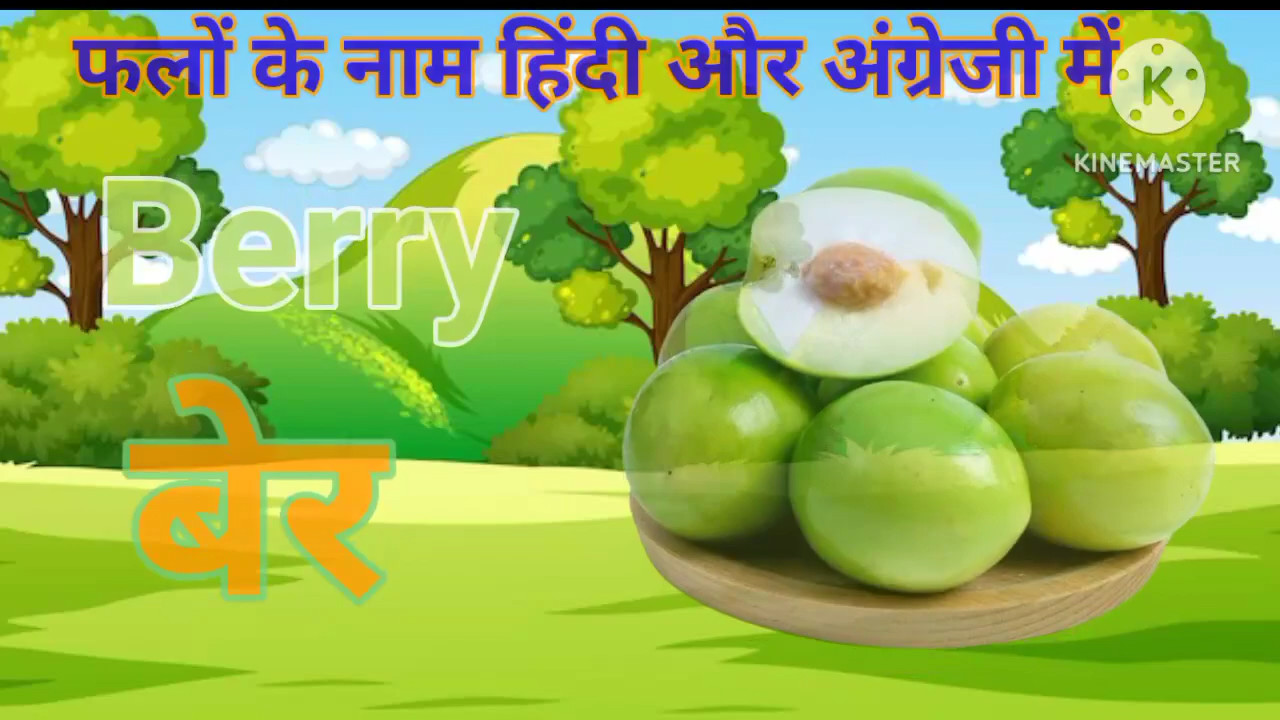 फलों के नाम हिंदी और अंग्रेजी में
K
KINEMASTER
Berry
बेर